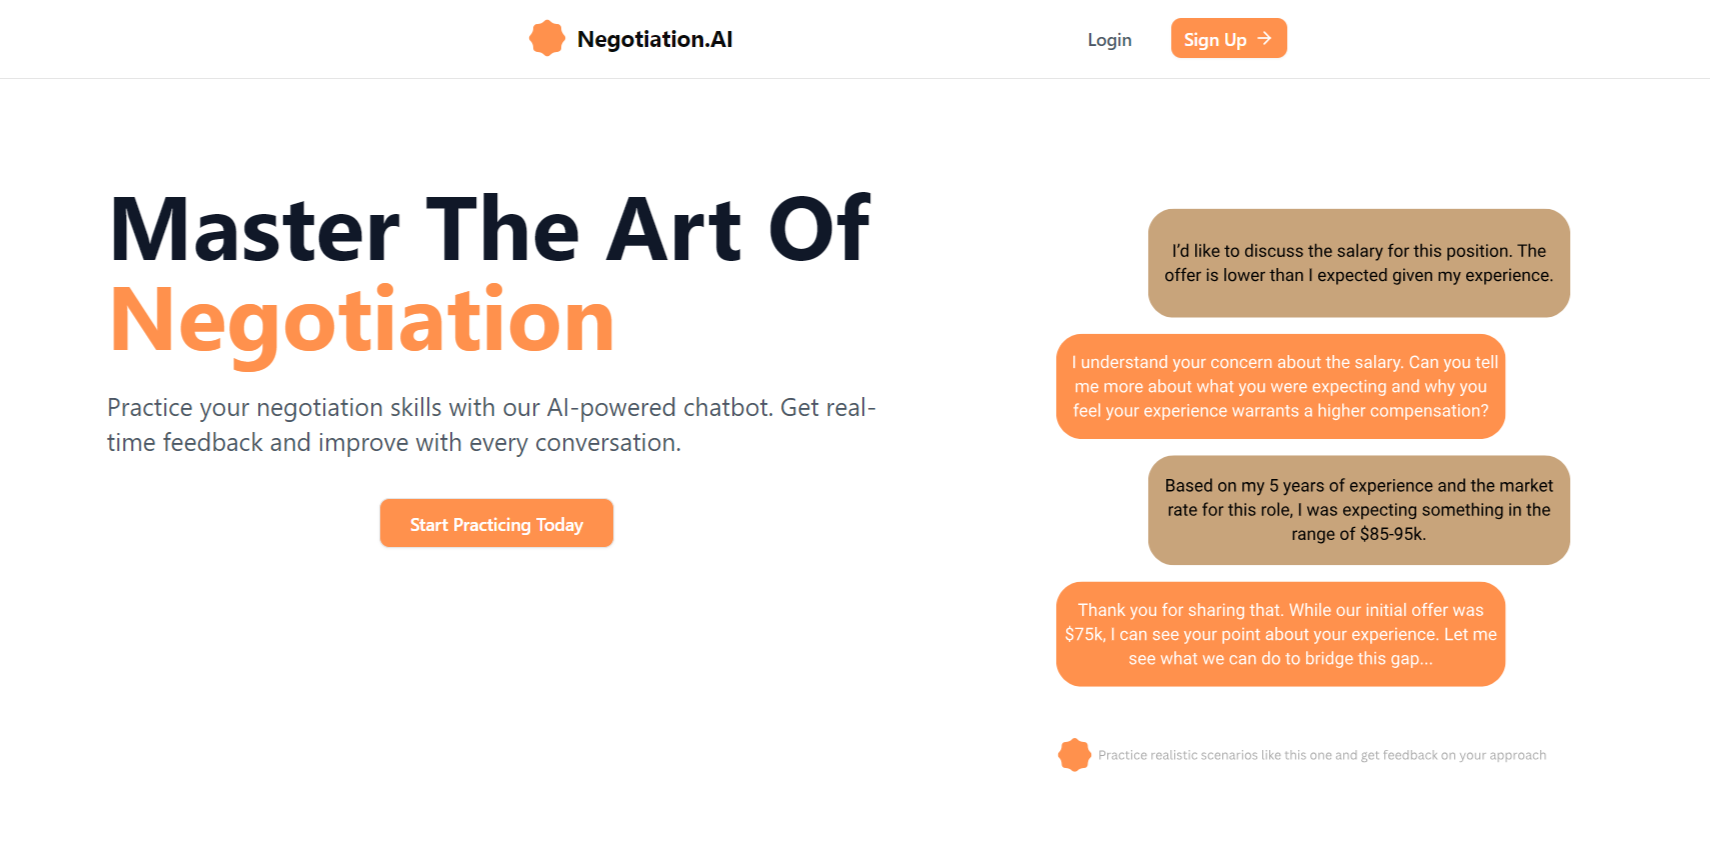 Negotiation.AI
Login
Sign Up
Master The Art Of
Negotiation
Practice your negotiation skills with our AI-powered chatbot. Get real-
time feedback and improve with every conversation.
Start Practicing Today
I’d like to discuss the salary for this position. The
offer is lower than I expected given my experience.
I understand your concern about the salary. Can you tell
me more about what you were expecting and why you
feel your experience warrants a higher compensation?
Based on my 5 years of experience and the market
rate for this role, I was expecting something in the
range of $85-95k.
Thank you for sharing that. While our initial offer was
$75k, I can see your point about your experience. Let me
see what we can do to bridge this gap...
Practice realistic scenarios like this one and get feedback on your approach